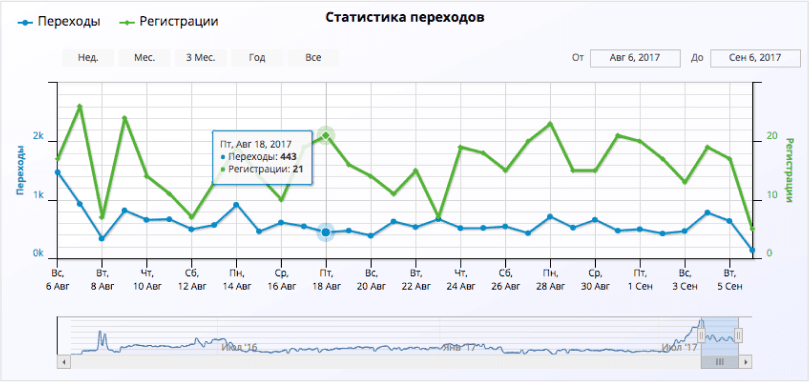 Статистика переходов
Переходы Регистрации
Нед. Мес. 3 Мес. Год Все От Авг 6, 2017 До Сен 6, 2017
Переходы
2k
1k
0k
Пт, Авг 18, 2017
Переходы: 443
Регистрации: 21
20
10
0
Регистрации
Вс, Вт, Чт, Сб, Пн, Ср, Пт, Вс, Вт, Чт, Сб, Пн, Ср, Пт, Вс, Вт,
6 Авг 8 Авг 10 Авг 12 Авг 14 Авг 16 Авг 18 Авг 20 Авг 22 Авг 24 Авг 26 Авг 28 Авг 30 Авг 1 Сен 3 Сен 5 Сен
Июл '16 Янв '17 Июл '17